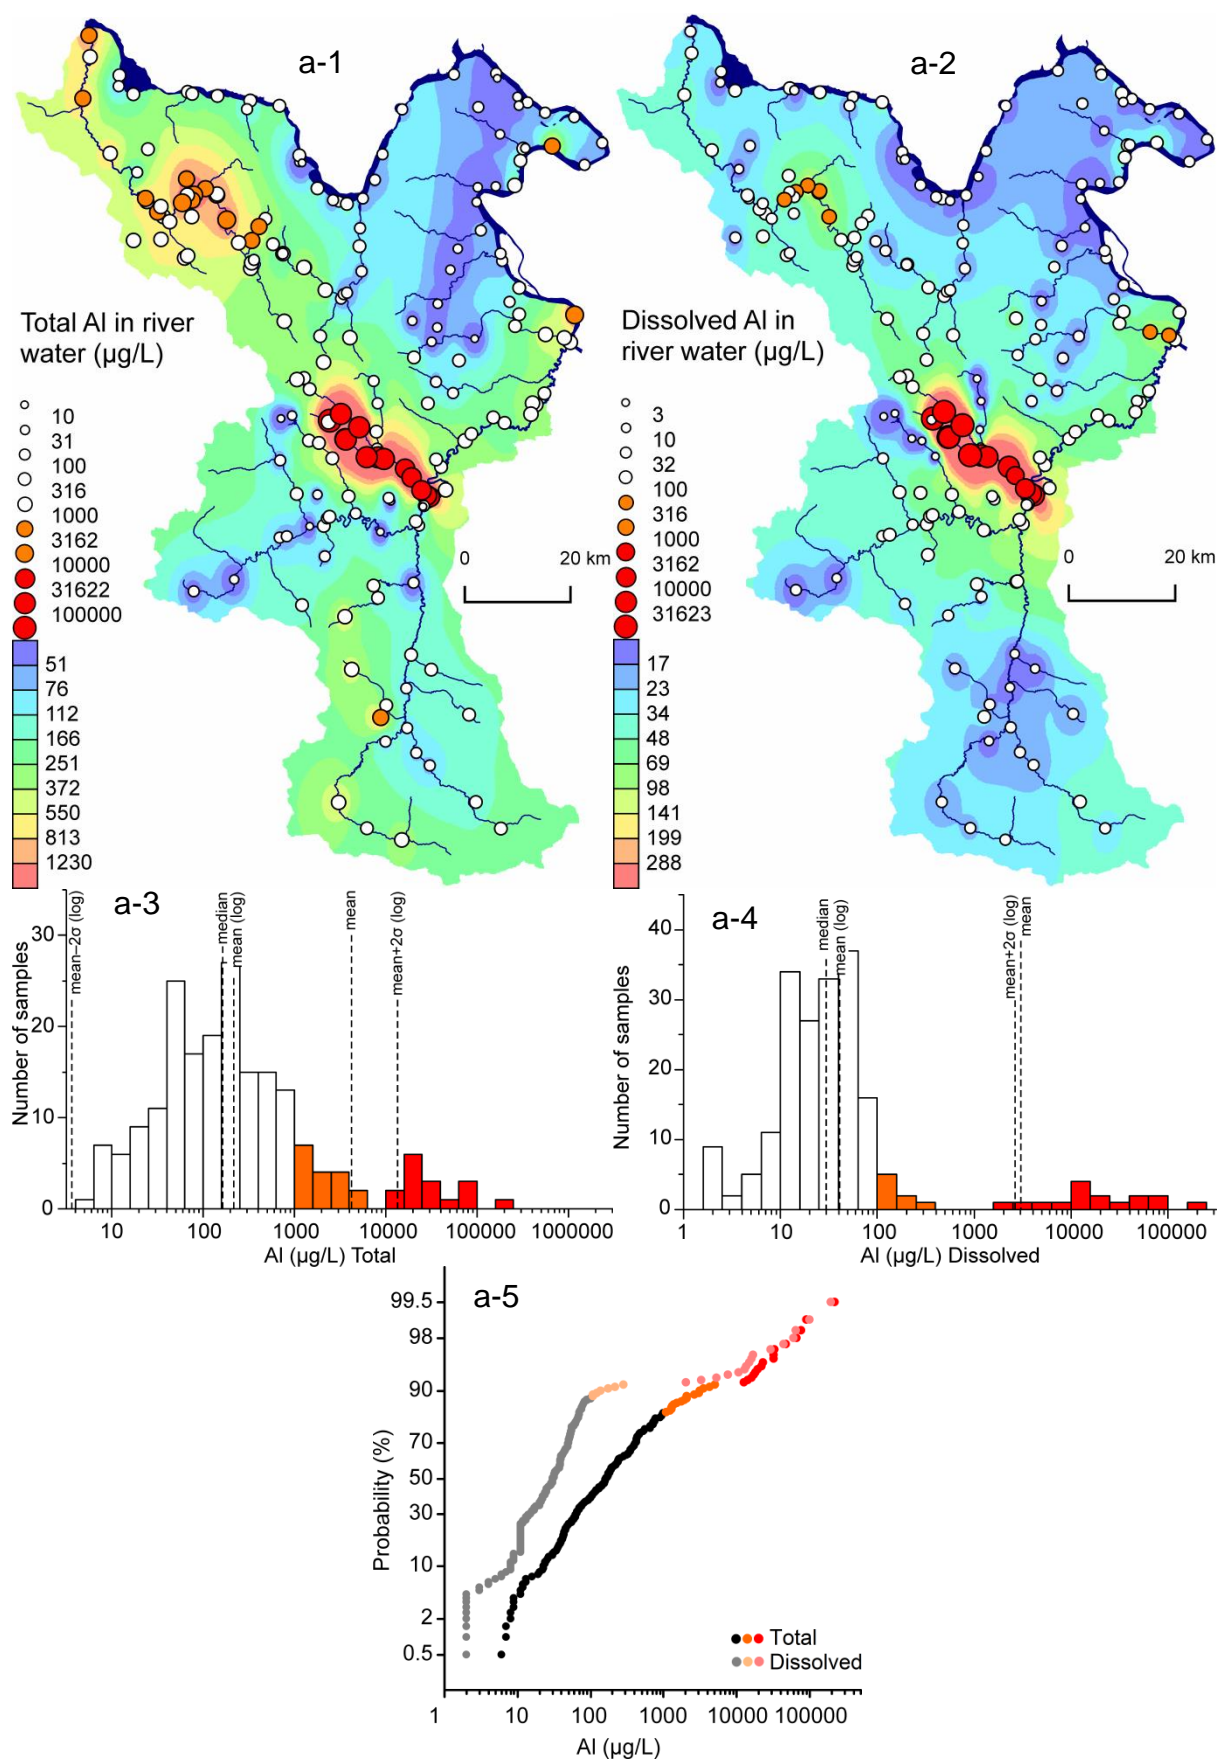 a-1
a-2
Total Al in river
water (µg/L)
10
31
100
316
1000
3162
10000
31622
100000
51
76
112
166
251
372
550
813
1230
0
20 km
Dissolved Al in
river water (µg/L)
3
10
32
100
316
1000
3162
10000
31623
17
23
34
48
69
98
141
199
288
0
20 km
a-3
mean–2σ (log)
median
mean (log)
mean
mean+2σ (log)
Number of samples
30
20
10
0
10
100
1000
10000
100000
1000000
Al (µg/L) Total
a-4
median
mean (log)
mean+2σ (log)
mean
Number of samples
40
30
20
10
0
1
10
100
1000
10000
100000
Al (µg/L) Dissolved
a-5
Probability (%)
99.5
98
90
70
50
30
10
2
0.5
Total
Dissolved
1
10
100
1000
10000
100000
Al (µg/L)